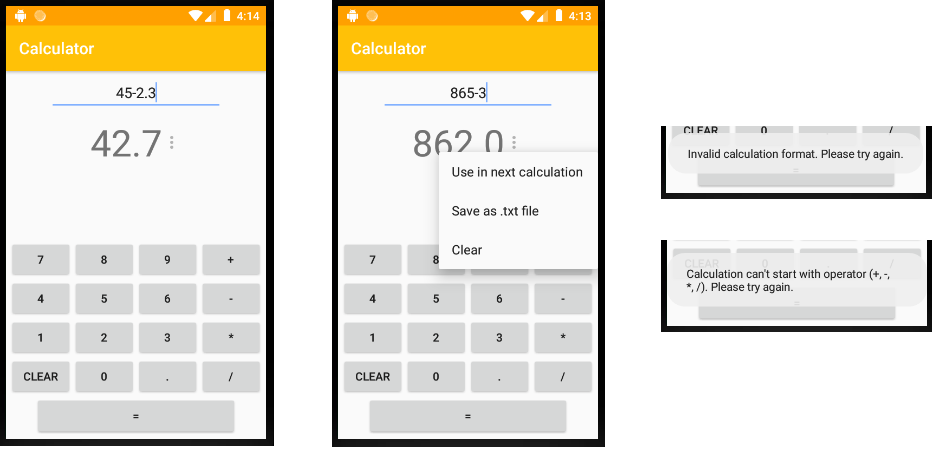 4:14
Calculator
45-2.3
42.7
7 8 9 +
4 5 6 -
1 2 3 *
CLEAR 0 . /
=
4:13
Calculator
865-3
862.0
Use in next calculation
Save as .txt file
Clear
7 8
4 5 6 -
1 2 3 *
CLEAR 0 . /
=
CLEAR 0 /
Invalid calculation format. Please try again.
=
CLEAR 0 . /
Calculation can't start with operator (+, -,
*, /). Please try again.
=